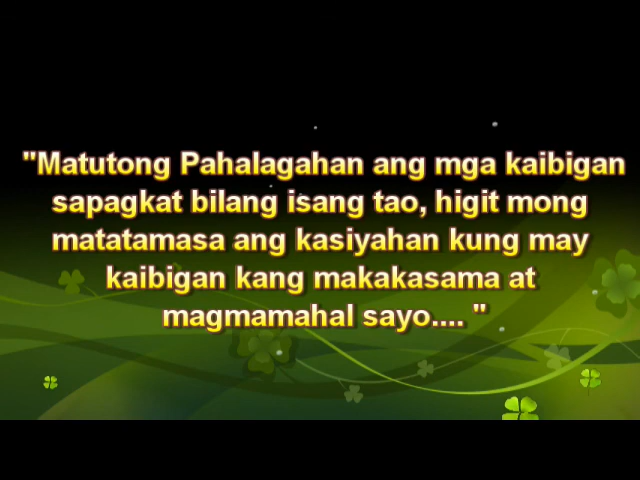 "Matutong Pahalagahan ang mga kaibigan
sapagkat bilang isang tao, higit mong
matatamasa ang kasiyahan kung may
kaibigan kang makakasama at
magmamahal sayo.... "